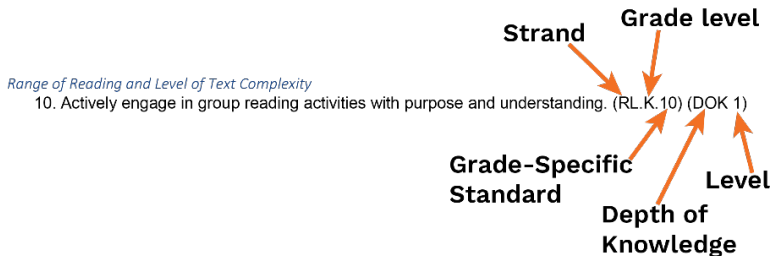 Grade level
Strand
Range of Reading and Level of Text Complexity
10. Actively engage in group reading activities with purpose and understanding. (RL.K.10) (DOK 1)
Grade-Specific
Standard
Level
Depth of
Knowledge